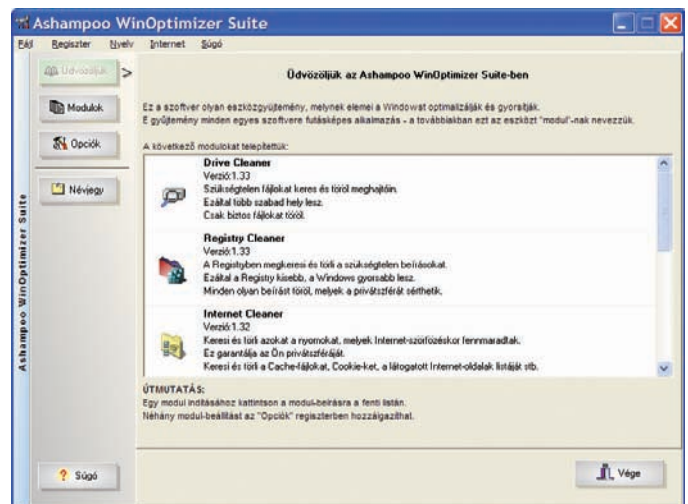 Ashampoo WinOptimizer Suite
Fájl Regiszter Nyelv Internet Súgó
Üdvözöljük >
Modulok
Opciók
Névjegy
Súgó
Ashampoo WinOptimizer Suite
Üdvözöljük az Ashampoo WinOptimizer Suite-ben
Ez a szoftver olyan eszközgyüjtemény, melynek elemei a Windowst optimalizálják és gyorsítják.
E gyüjtemény minden egyes szoftvere futásképes alkalmazás - a továbbiakban ezt az eszközt "modul"-nak nevezzük.
A következő modulokat telepítettük:
Drive Cleaner
Verzió:1.33
Szükségtelen fájlokat keres és töröl meghajtóin.
Ezáltal több szabad hely lesz.
Csak biztos fájlokat töröl.
Registry Cleaner
Verzió:1.33
A Registryben megkeresi és törli a szükségtelen beírásokat.
Ezáltal a Registry kisebb, a Windows gyorsabb lesz.
Minden olyan beírást töröl, melyek a privátszférát sérthetik.
Internet Cleaner
Verzió:1.32
Keresi és törli azokat a nyomokat, melyek Internet-szörfözéskor fennmaradtak.
Ez garantálja az Ön privátszféráját.
Keresi és törli a Cache-fájlokat, Cookie-ket, a látogatott Internet-oldalak listáját stb.
ÚTMUTATÁS:
Egy modul indításához kattintson a modul-beírásra a fenti listán.
Néhány modul-beállítást az "Opciók" regiszterben hozzáigazíthat.
Vége